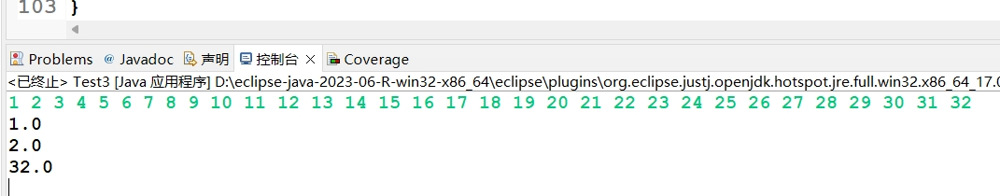 103 }
Problems @ Javadoc 声明 控制台 Coverage
<已终止> Test3 [Java 应用程序] D:\eclipse-java-2023-06-R-win32-x86_64\eclipse\plugins\org.eclipse.justj.openjdk.hotspot.jre.full.win32.x86_64_17.0
1 2 3 4 5 6 7 8 9 10 11 12 13 14 15 16 17 18 19 20 21 22 23 24 25 26 27 28 29 30 31 32
1.0
2.0
32.0